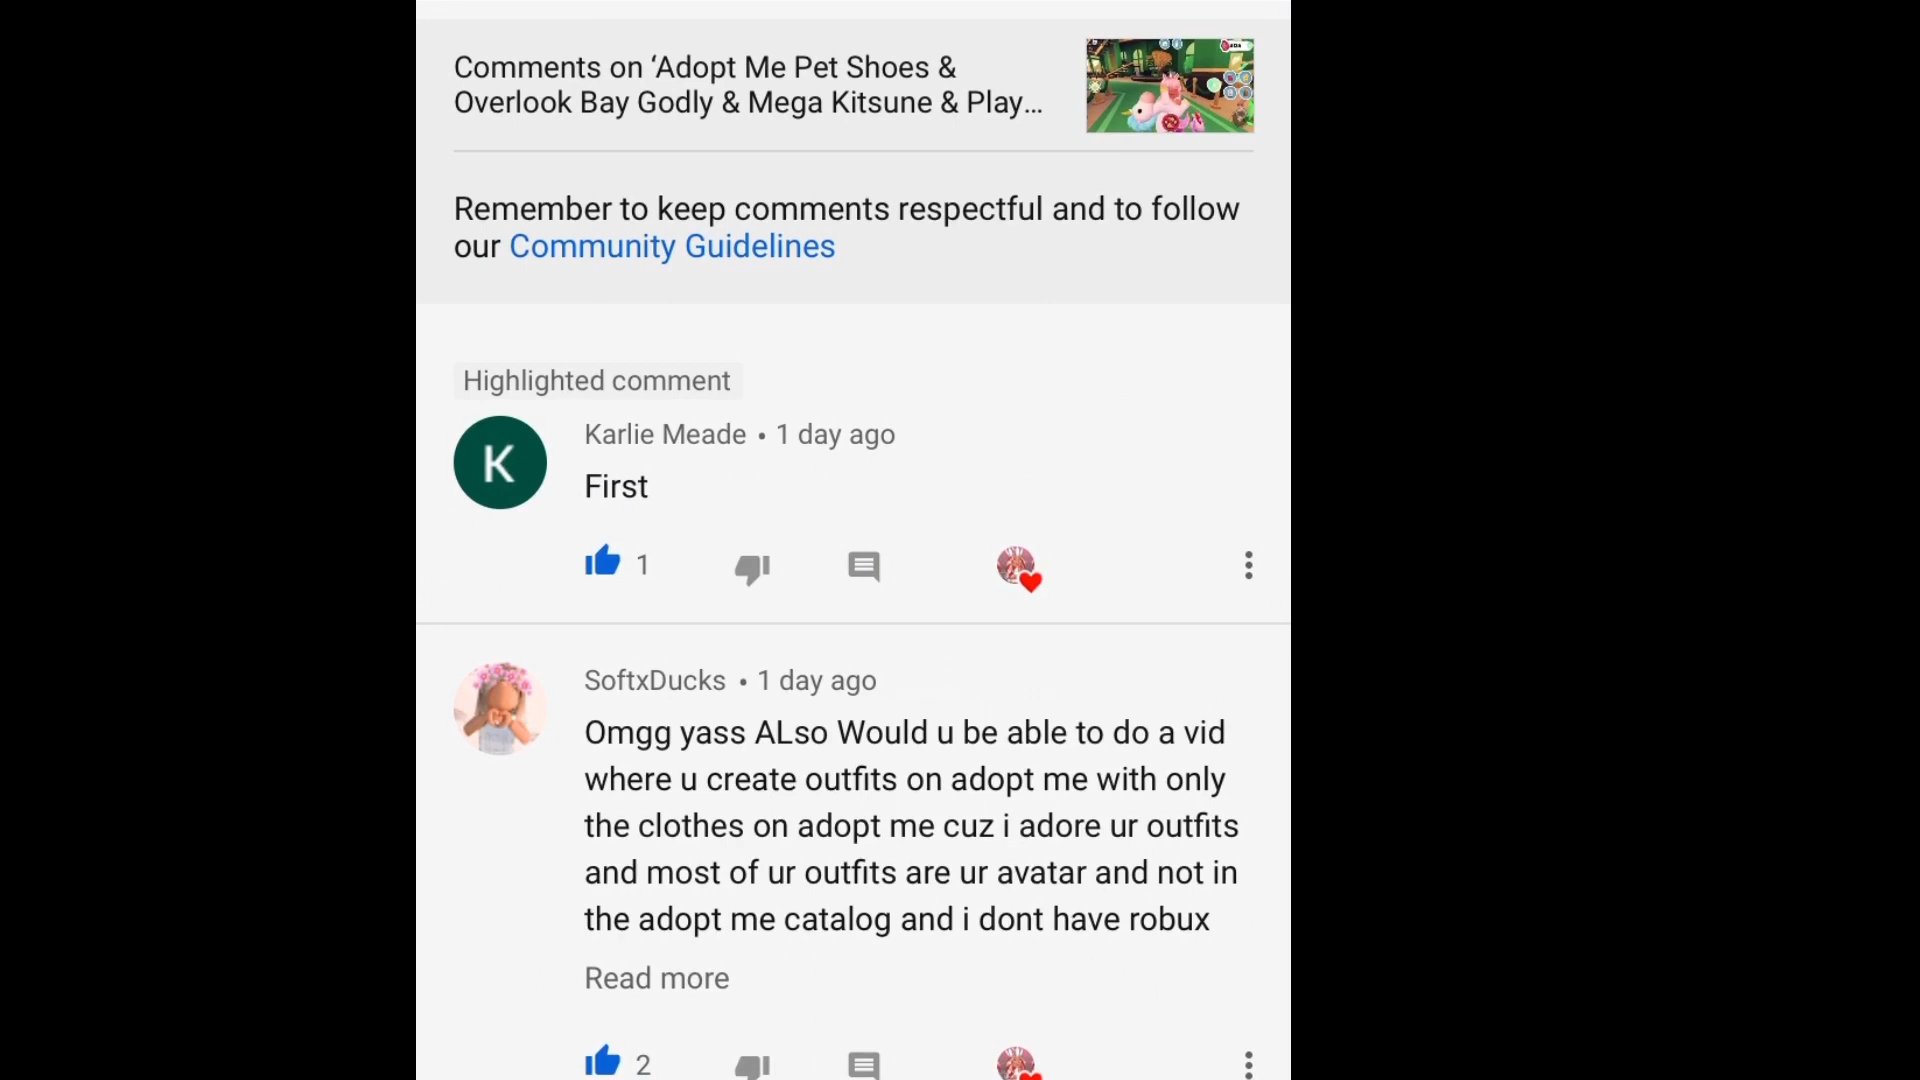 Comments on ‘Adopt Me Pet Shoes &
Overlook Bay Godly & Mega Kitsune & Play...
Remember to keep comments respectful and to follow
our Community Guidelines
Highlighted comment
K
Karlie Meade • 1 day ago
First
1
SoftxDucks • 1 day ago
Omgg yass ALso Would u be able to do a vid
where u create outfits on adopt me with only
the clothes on adopt me cuz i adore ur outfits
and most of ur outfits are ur avatar and not in
the adopt me catalog and i dont have robux
Read more
2